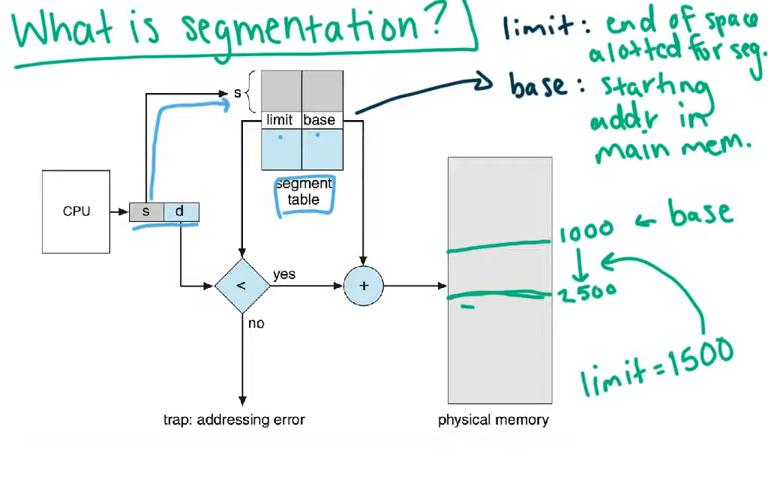 What is segmentation?
limit: end of space
alotted for seg.
base: starting
addr in
main mem.
s
limit base
segment
table
CPU
s d
<
yes
+
no
trap: addressing error
1000 ← base
2500
limit = 1500
physical memory